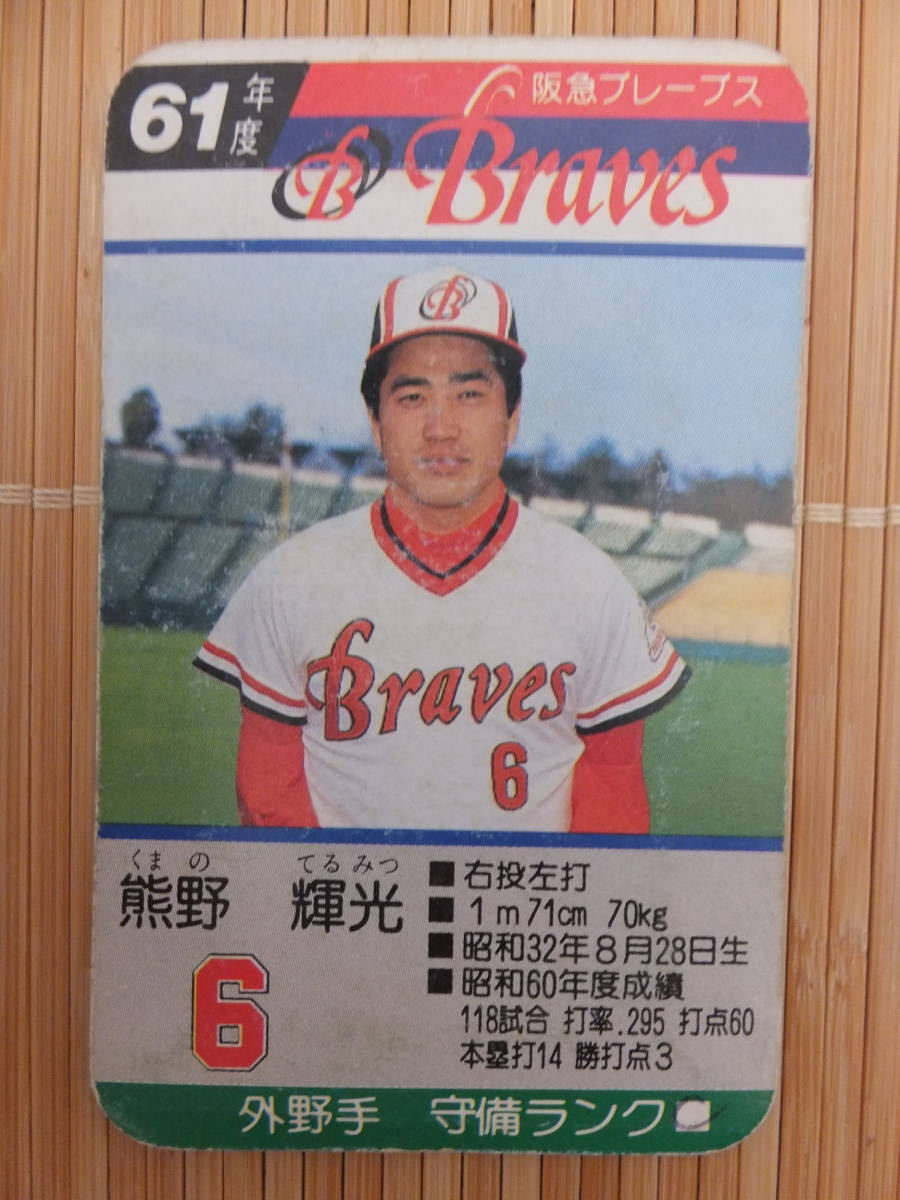 61年度
阪急ブレーブス
B Braves
B
Braves
6
くまの てるみつ
熊野 輝光
6
■右投左打
■1m71cm 70kg
■昭和32年8月28日生
■昭和60年度成績
118試合 打率.295 打点60
本塁打14 勝打点3
外野手 守備ランク